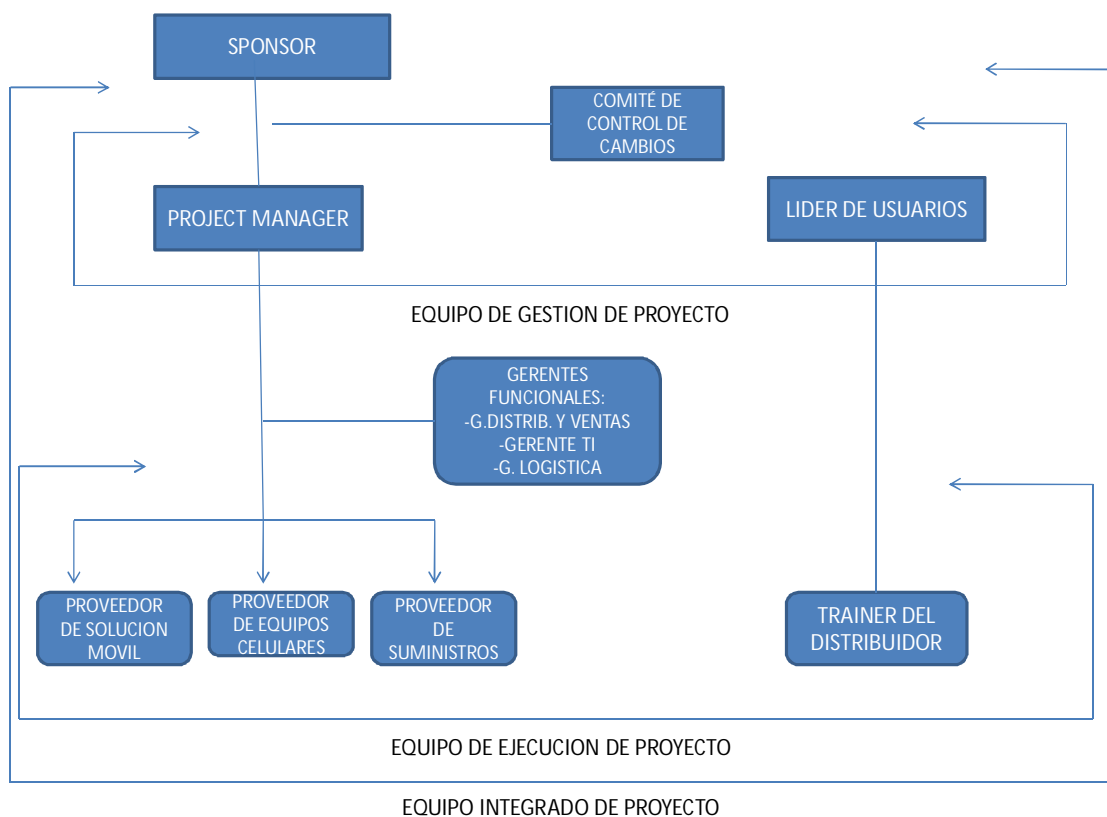 SPONSOR
COMITÉ DE
CONTROL DE
CAMBIOS
PROJECT MANAGER
LIDER DE USUARIOS
EQUIPO DE GESTION DE PROYECTO
GERENTES
FUNCIONALES:
-G.DISTRIB. Y VENTAS
-GERENTE TI
-G. LOGISTICA
PROVEEDOR
DE SOLUCION
MOVIL
PROVEEDOR
DE EQUIPOS
CELULARES
PROVEEDOR
DE
SUMINISTROS
TRAINER DEL
DISTRIBUIDOR
EQUIPO DE EJECUCION DE PROYECTO
EQUIPO INTEGRADO DE PROYECTO